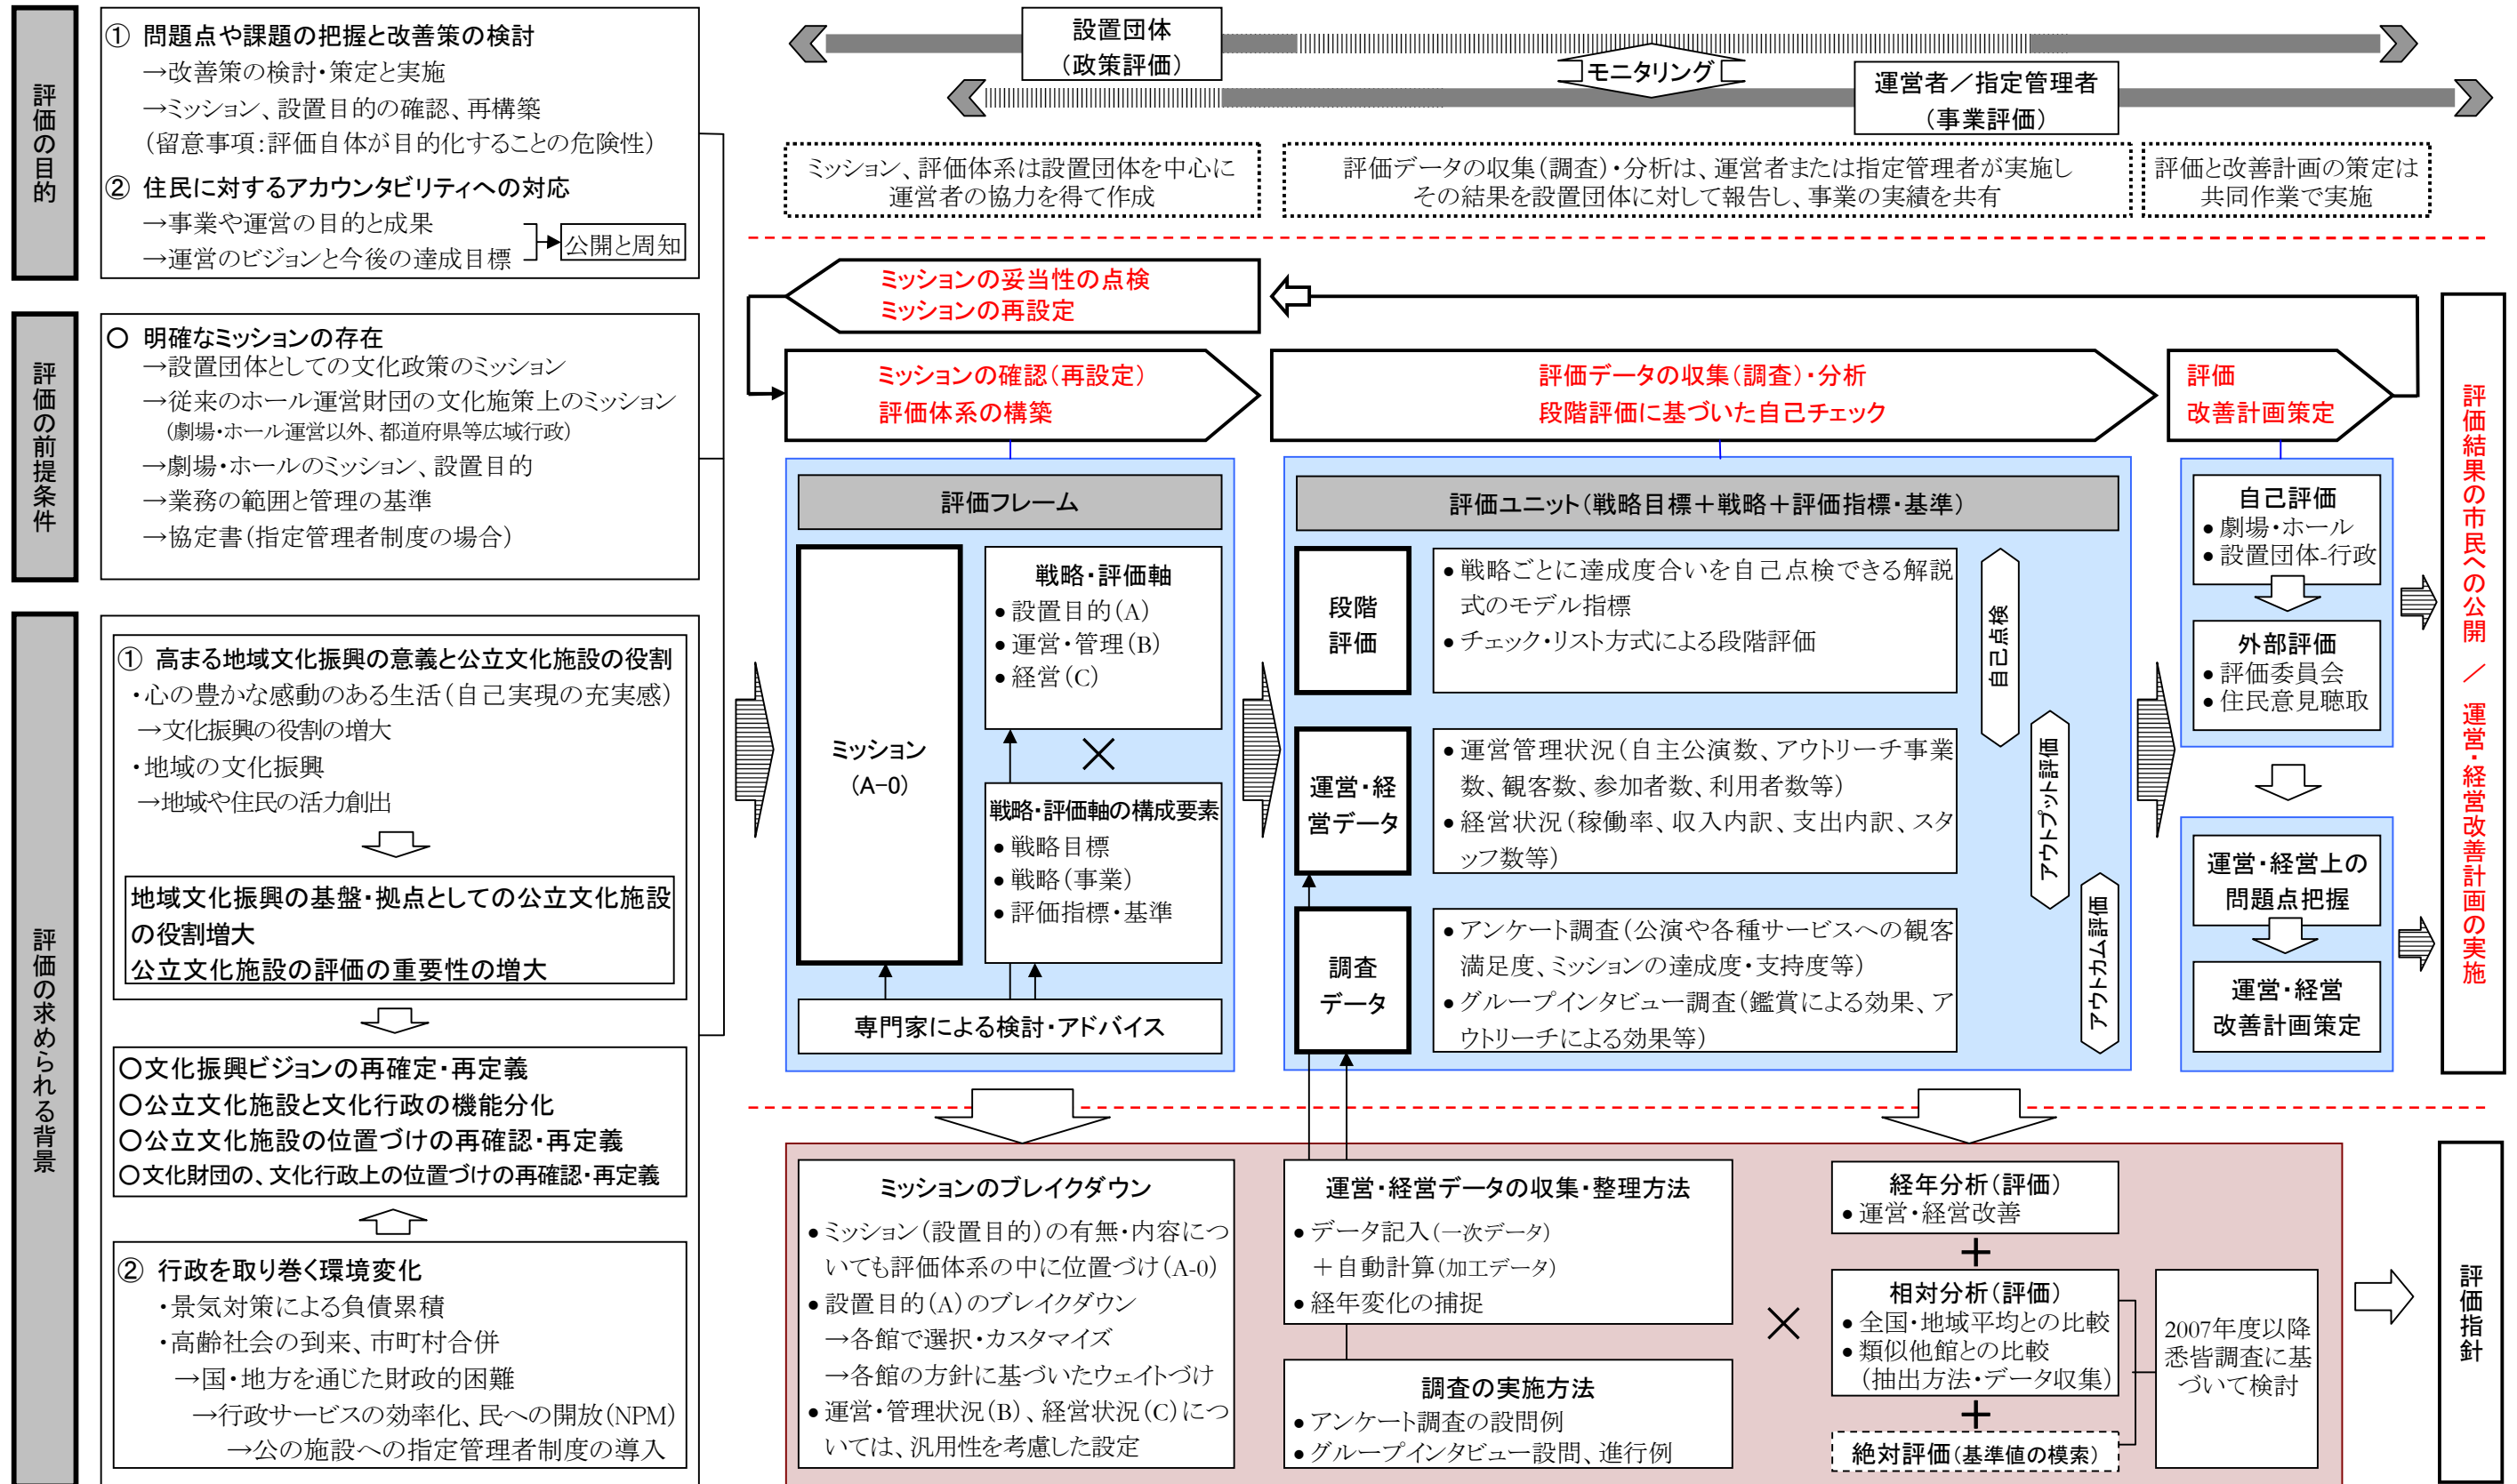 評価の目的
① 問題点や課題の把握と改善策の検討
→改善策の検討・策定と実施
→ミッション、設置目的の確認、再構築
（留意事項：評価自体が目的化することの危険性）
② 住民に対するアカウンタビリティへの対応
→事業や運営の目的と成果
→運営のビジョンと今後の達成目標
公開と周知
評価の前提条件
○ 明確なミッションの存在
→設置団体としての文化政策のミッション
→従来のホール運営財団の文化施策上のミッション
（劇場・ホール運営以外、都道府県等広域行政）
→劇場・ホールのミッション、設置目的
→業務の範囲と管理の基準
→協定書（指定管理者制度の場合）
評価の求められる背景
① 高まる地域文化振興の意義と公立文化施設の役割
・心の豊かな感動のある生活（自己実現の充実感）
→文化振興の役割の増大
・地域の文化振興
→地域や住民の活力創出
地域文化振興の基盤・拠点としての公立文化施設
の役割増大
公立文化施設の評価の重要性の増大
○文化振興ビジョンの再確定・再定義
○公立文化施設と文化行政の機能分化
○公立文化施設の位置づけの再確認・再定義
○文化財団の、文化行政上の位置づけの再確認・再定義
② 行政を取り巻く環境変化
・景気対策による負債累積
・高齢社会の到来、市町村合併
→国・地方を通じた財政的困難
→行政サービスの効率化、民への開放（NPM）
→公の施設への指定管理者制度の導入
設置団体
（政策評価）
モニタリング
運営者／指定管理者
（事業評価）
ミッション、評価体系は設置団体を中心に
運営者の協力を得て作成
評価データの収集（調査）・分析は、運営者または指定管理者が実施し
その結果を設置団体に対して報告し、事業の実績を共有
評価と改善計画の策定は
共同作業で実施
ミッションの妥当性の点検
ミッションの再設定
ミッションの確認（再設定）
評価体系の構築
評価データの収集（調査）・分析
段階評価に基づいた自己チェック
評価
改善計画策定
評価フレーム
ミッション
（A-0）
戦略・評価軸
● 設置目的（A）
● 運営・管理（B）
● 経営（C）
×
戦略・評価軸の構成要素
● 戦略目標
● 戦略（事業）
● 評価指標・基準
専門家による検討・アドバイス
評価ユニット（戦略目標＋戦略＋評価指標・基準）
段階
評価
● 戦略ごとに達成度合いを自己点検できる解説
式のモデル指標
● チェック・リスト方式による段階評価
運営・経
営データ
● 運営管理状況（自主公演数、アウトリーチ事業
数、観客数、参加者数、利用者数等）
● 経営状況（稼働率、収入内訳、支出内訳、スタ
ッフ数等）
調査
データ
● アンケート調査（公演や各種サービスへの観客
満足度、ミッションの達成度・支持度等）
● グループインタビュー調査（鑑賞による効果、ア
ウトリーチによる効果等）
自己点検
アウトプット評価
アウトカム評価
自己評価
● 劇場・ホール
● 設置団体-行政
外部評価
● 評価委員会
● 住民意見聴取
運営・経営上の
問題点把握
運営・経営
改善計画策定
評価結果の市民への公開 ／ 運営・経営改善計画の実施
ミッションのブレイクダウン
● ミッション（設置目的）の有無・内容につ
いても評価体系の中に位置づけ（A-0）
● 設置目的（A）のブレイクダウン
→各館で選択・カスタマイズ
→各館の方針に基づいたウェイトづけ
● 運営・管理状況（B）、経営状況（C）につ
いては、汎用性を考慮した設定
運営・経営データの収集・整理方法
● データ記入（一次データ）
＋自動計算（加工データ）
● 経年変化の捕捉
調査の実施方法
● アンケート調査の設問例
● グループインタビュー設問、進行例
×
経年分析（評価）
● 運営・経営改善
＋
相対分析（評価）
● 全国・地域平均との比較
● 類似他館との比較
（抽出方法・データ収集）
＋
絶対評価（基準値の模索）
2007年度以降
悉皆調査に基
づいて検討
評価指針